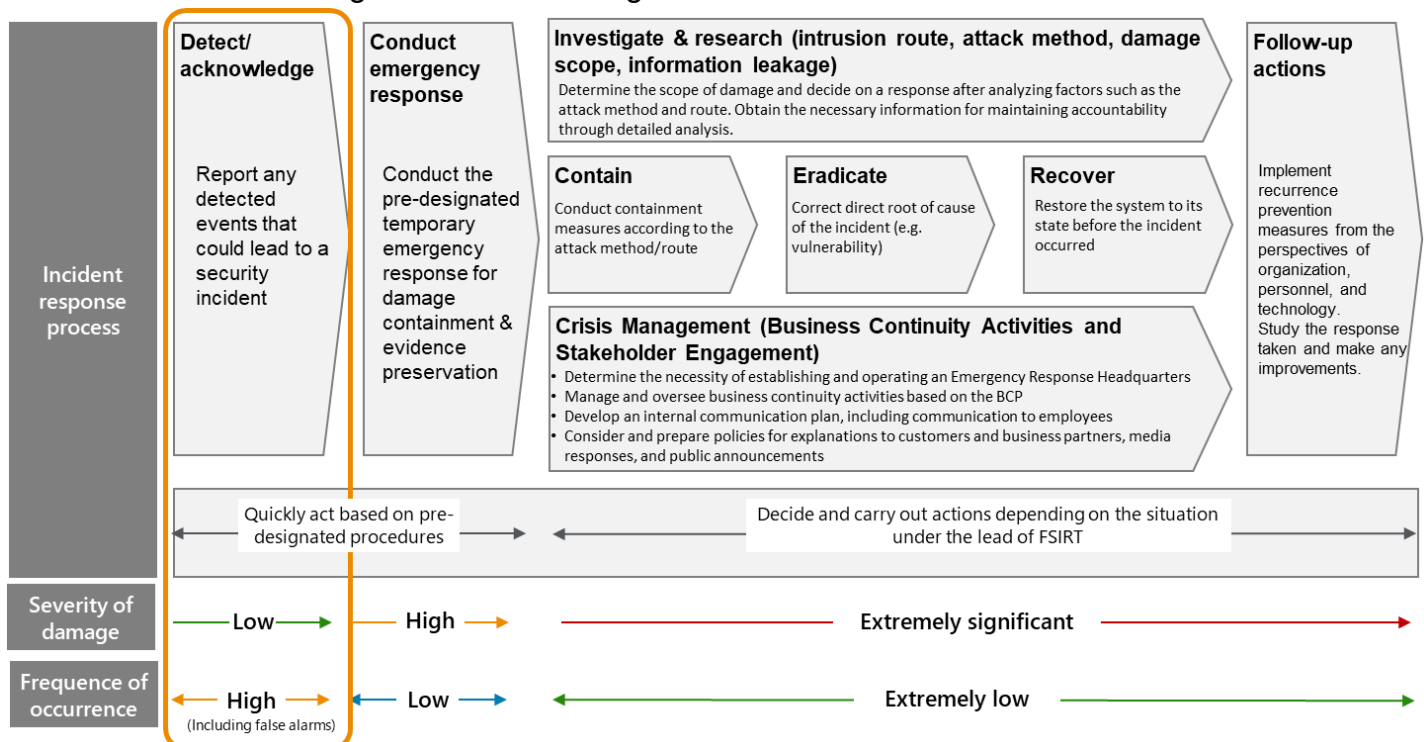 Incident
response
process
Detect/
acknowledge
Report any
detected
events that
could lead to a
security
incident
Conduct
emergency
response
Conduct the
pre-designated
temporary
emergency
response for
damage
containment &
evidence
preservation
Investigate & research (intrusion route, attack method, damage
scope, information leakage)
Determine the scope of damage and decide on a response after analyzing factors such as the
attack method and route. Obtain the necessary information for maintaining accountability
through detailed analysis.
Contain
Conduct containment
measures according to the
attack method/route
Eradicate
Correct direct root of cause
of the incident (e.g.
vulnerability)
Recover
Restore the system to its
state before the incident
occurred
Crisis Management (Business Continuity Activities and
Stakeholder Engagement)
• Determine the necessity of establishing and operating an Emergency Response Headquarters
• Manage and oversee business continuity activities based on the BCP
• Develop an internal communication plan, including communication to employees
• Consider and prepare policies for explanations to customers and business partners, media
responses, and public announcements
Follow-up
actions
Implement
recurrence
prevention
measures from the
perspectives of
organization,
personnel, and
technology.
Study the response
taken and make any
improvements.
Quickly act based on pre-
designated procedures
Decide and carry out actions depending on the situation
under the lead of FSIRT
Severity of
damage
Low
High
Extremely significant
Frequence of
occurrence
High
(Including false alarms)
Low
Extremely low